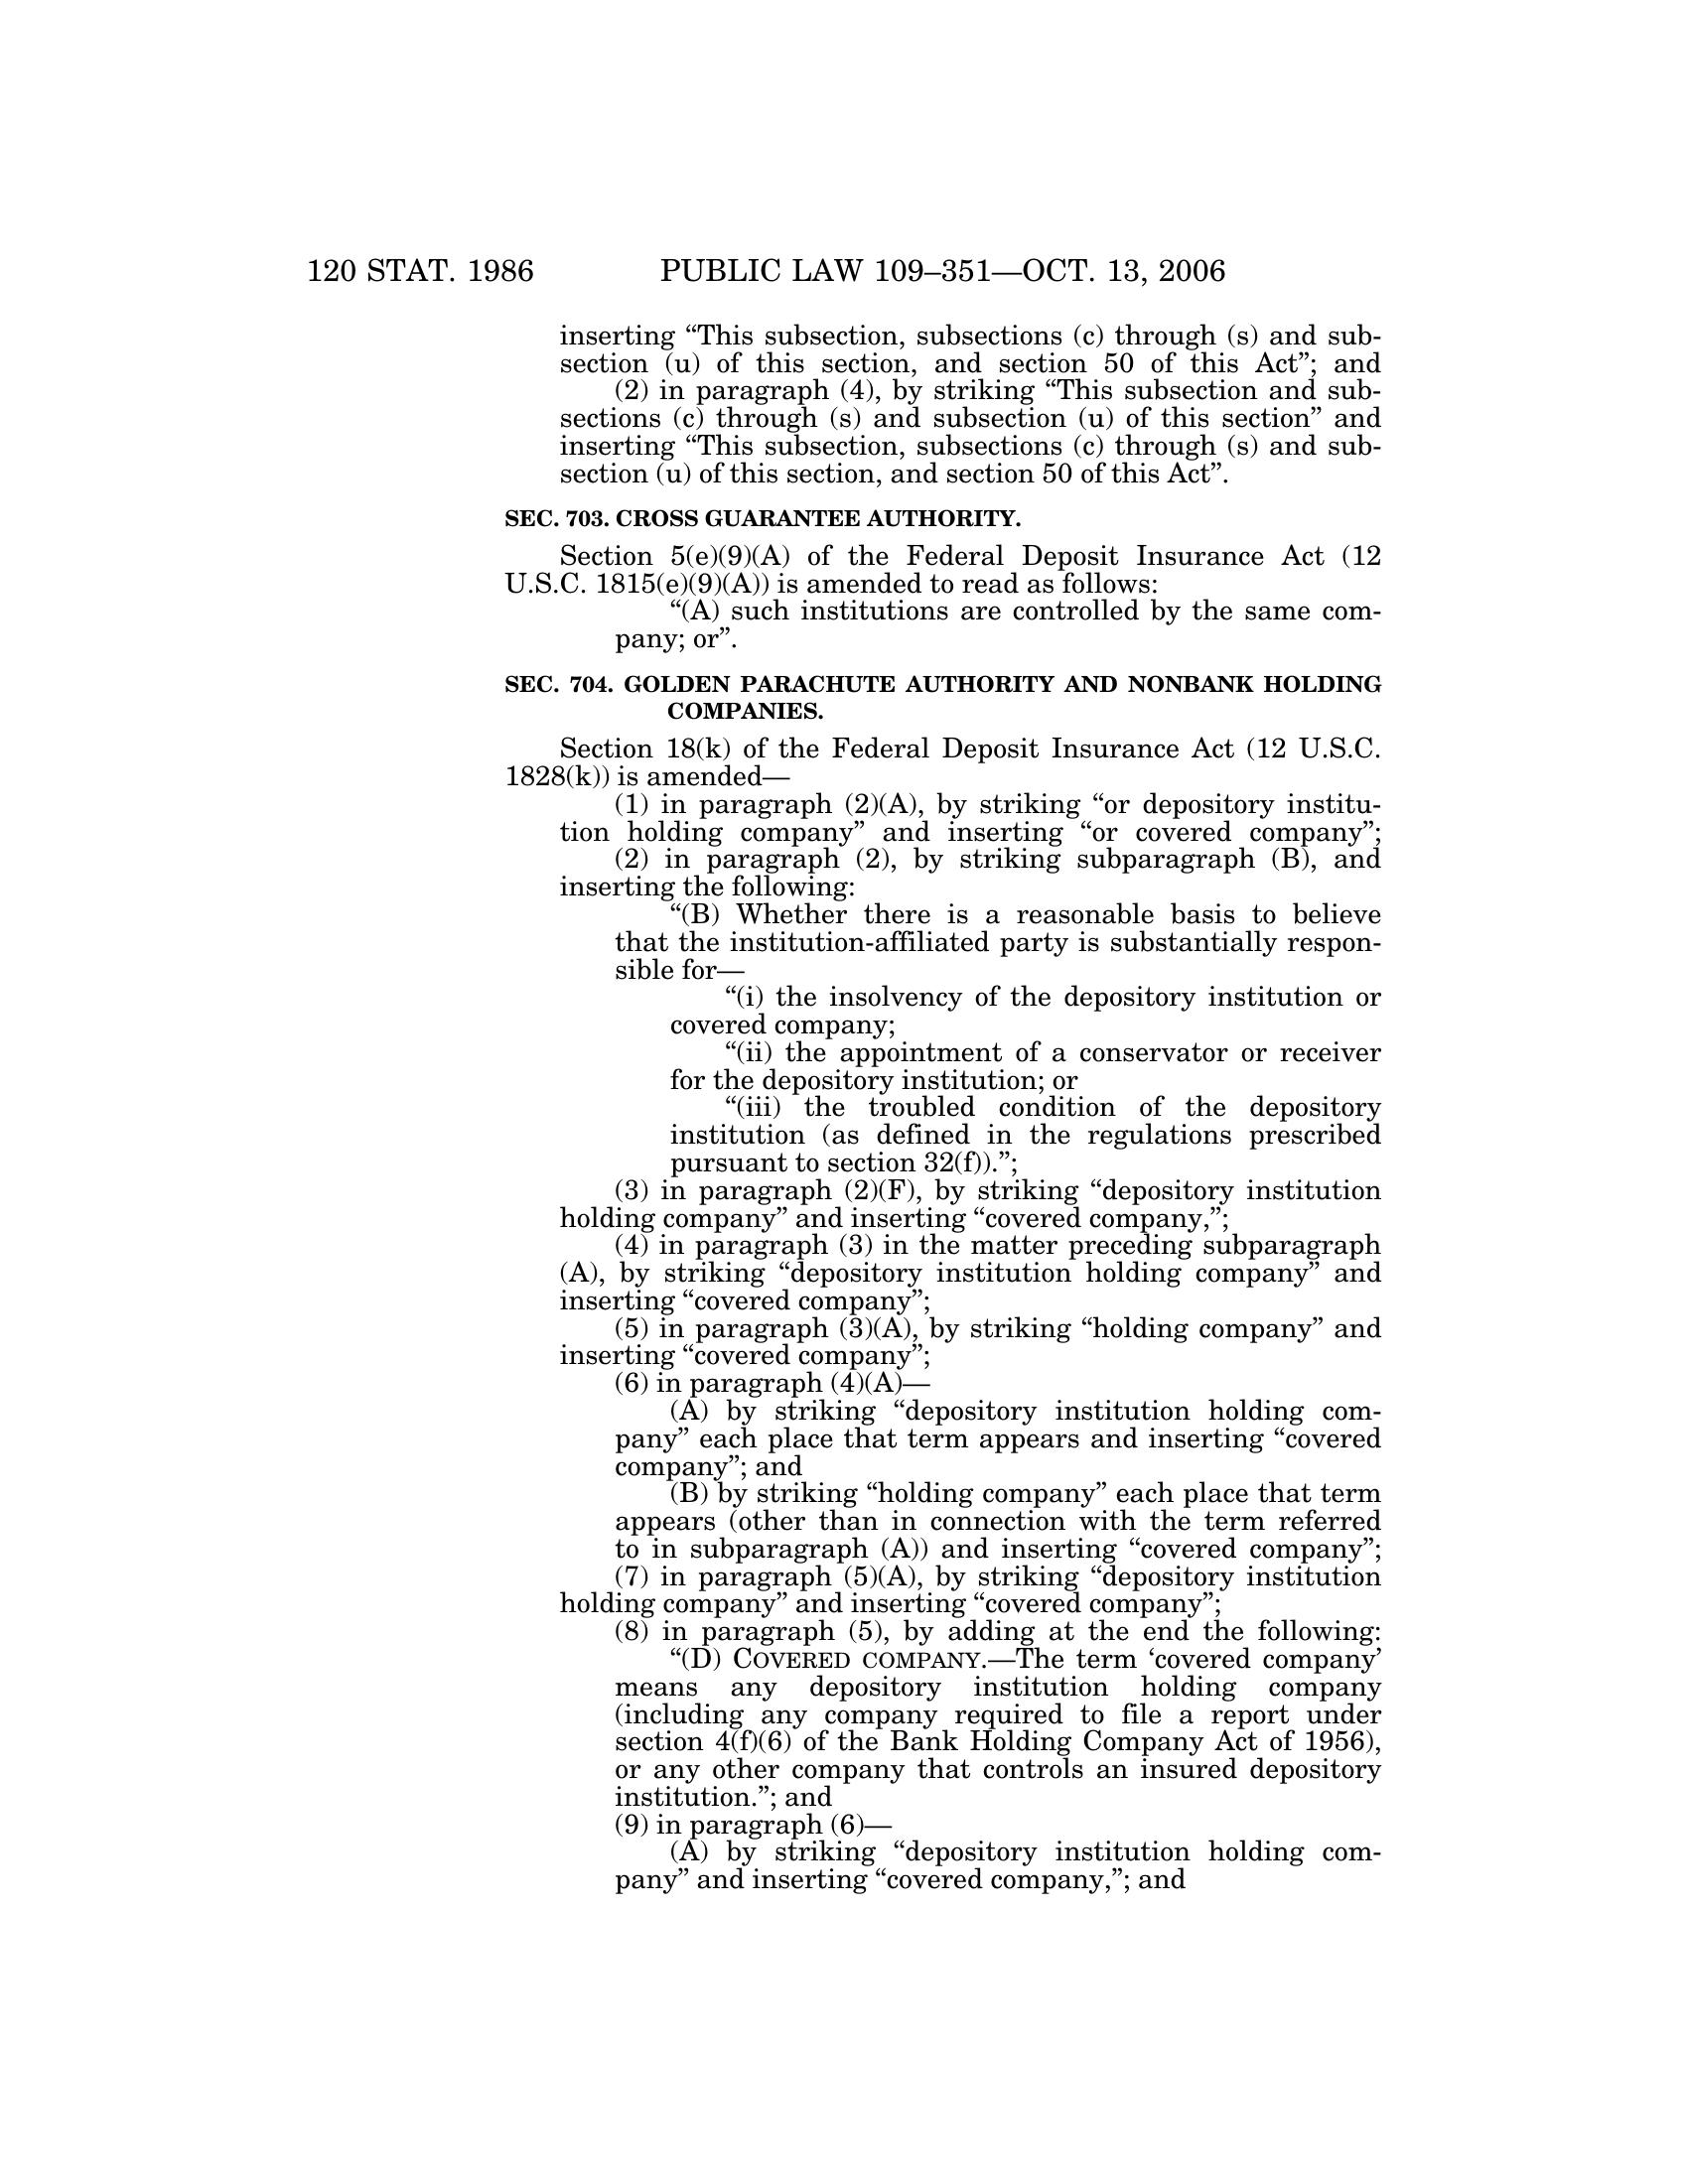 120 STAT. 1986 PUBLIC LAW 109–351—OCT. 13, 2006
inserting “This subsection, subsections (c) through (s) and sub-
section (u) of this section, and section 50 of this Act”; and
(2) in paragraph (4), by striking “This subsection and sub-
sections (c) through (s) and subsection (u) of this section” and
inserting “This subsection, subsections (c) through (s) and sub-
section (u) of this section, and section 50 of this Act”.
SEC. 703. CROSS GUARANTEE AUTHORITY.
Section 5(e)(9)(A) of the Federal Deposit Insurance Act (12
U.S.C. 1815(e)(9)(A)) is amended to read as follows:
“(A) such institutions are controlled by the same com-
pany; or”.
SEC. 704. GOLDEN PARACHUTE AUTHORITY AND NONBANK HOLDING
COMPANIES.
Section 18(k) of the Federal Deposit Insurance Act (12 U.S.C.
1828(k)) is amended—
(1) in paragraph (2)(A), by striking “or depository institu-
tion holding company” and inserting “or covered company”;
(2) in paragraph (2), by striking subparagraph (B), and
inserting the following:
“(B) Whether there is a reasonable basis to believe
that the institution-affiliated party is substantially respon-
sible for—
“(i) the insolvency of the depository institution or
covered company;
“(ii) the appointment of a conservator or receiver
for the depository institution; or
“(iii) the troubled condition of the depository
institution (as defined in the regulations prescribed
pursuant to section 32(f)).”;
(3) in paragraph (2)(F), by striking “depository institution
holding company” and inserting “covered company,”;
(4) in paragraph (3) in the matter preceding subparagraph
(A), by striking “depository institution holding company” and
inserting “covered company”;
(5) in paragraph (3)(A), by striking “holding company” and
inserting “covered company”;
(6) in paragraph (4)(A)—
(A) by striking “depository institution holding com-
pany” each place that term appears and inserting “covered
company”; and
(B) by striking “holding company” each place that term
appears (other than in connection with the term referred
to in subparagraph (A)) and inserting “covered company”;
(7) in paragraph (5)(A), by striking “depository institution
holding company” and inserting “covered company”;
(8) in paragraph (5), by adding at the end the following:
“(D) COVERED COMPANY.—The term ‘covered company’
means any depository institution holding company
(including any company required to file a report under
section 4(f)(6) of the Bank Holding Company Act of 1956),
or any other company that controls an insured depository
institution.”; and
(9) in paragraph (6)—
(A) by striking “depository institution holding com-
pany” and inserting “covered company,”; and